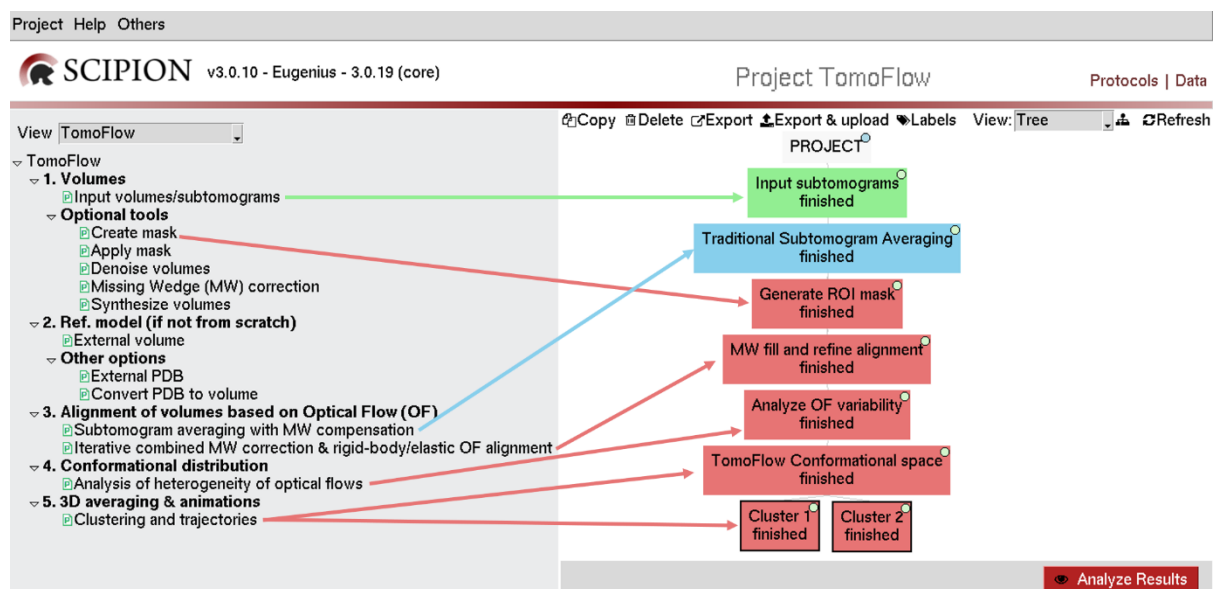 Project Help Others
SCIPION v3.0.10 - Eugenius - 3.0.19 (core)
Project TomoFlow
Protocols | Data
View TomoFlow
TomoFlow
1. Volumes
Input volumes/subtomograms
Optional tools
Create mask
Apply mask
Denoise volumes
Missing Wedge (MW) correction
Synthesize volumes
2. Ref. model (if not from scratch)
External volume
Other options
External PDB
Convert PDB to volume
3. Alignment of volumes based on Optical Flow (OF)
Subtomogram averaging with MW compensation
Iterative combined MW correction & rigid-body/elastic OF alignment
4. Conformational distribution
Analysis of heterogeneity of optical flows
5. 3D averaging & animations
Clustering and trajectories
Copy Delete Export Export & upload Labels View: Tree Refresh
PROJECT
Input subtomograms
finished
Traditional Subtomogram Averaging
finished
Generate ROI mask
finished
MW fill and refine alignment
finished
Analyze OF variability
finished
TomoFlow Conformational space
finished
Cluster 1
finished
Cluster 2
finished
Analyze Results